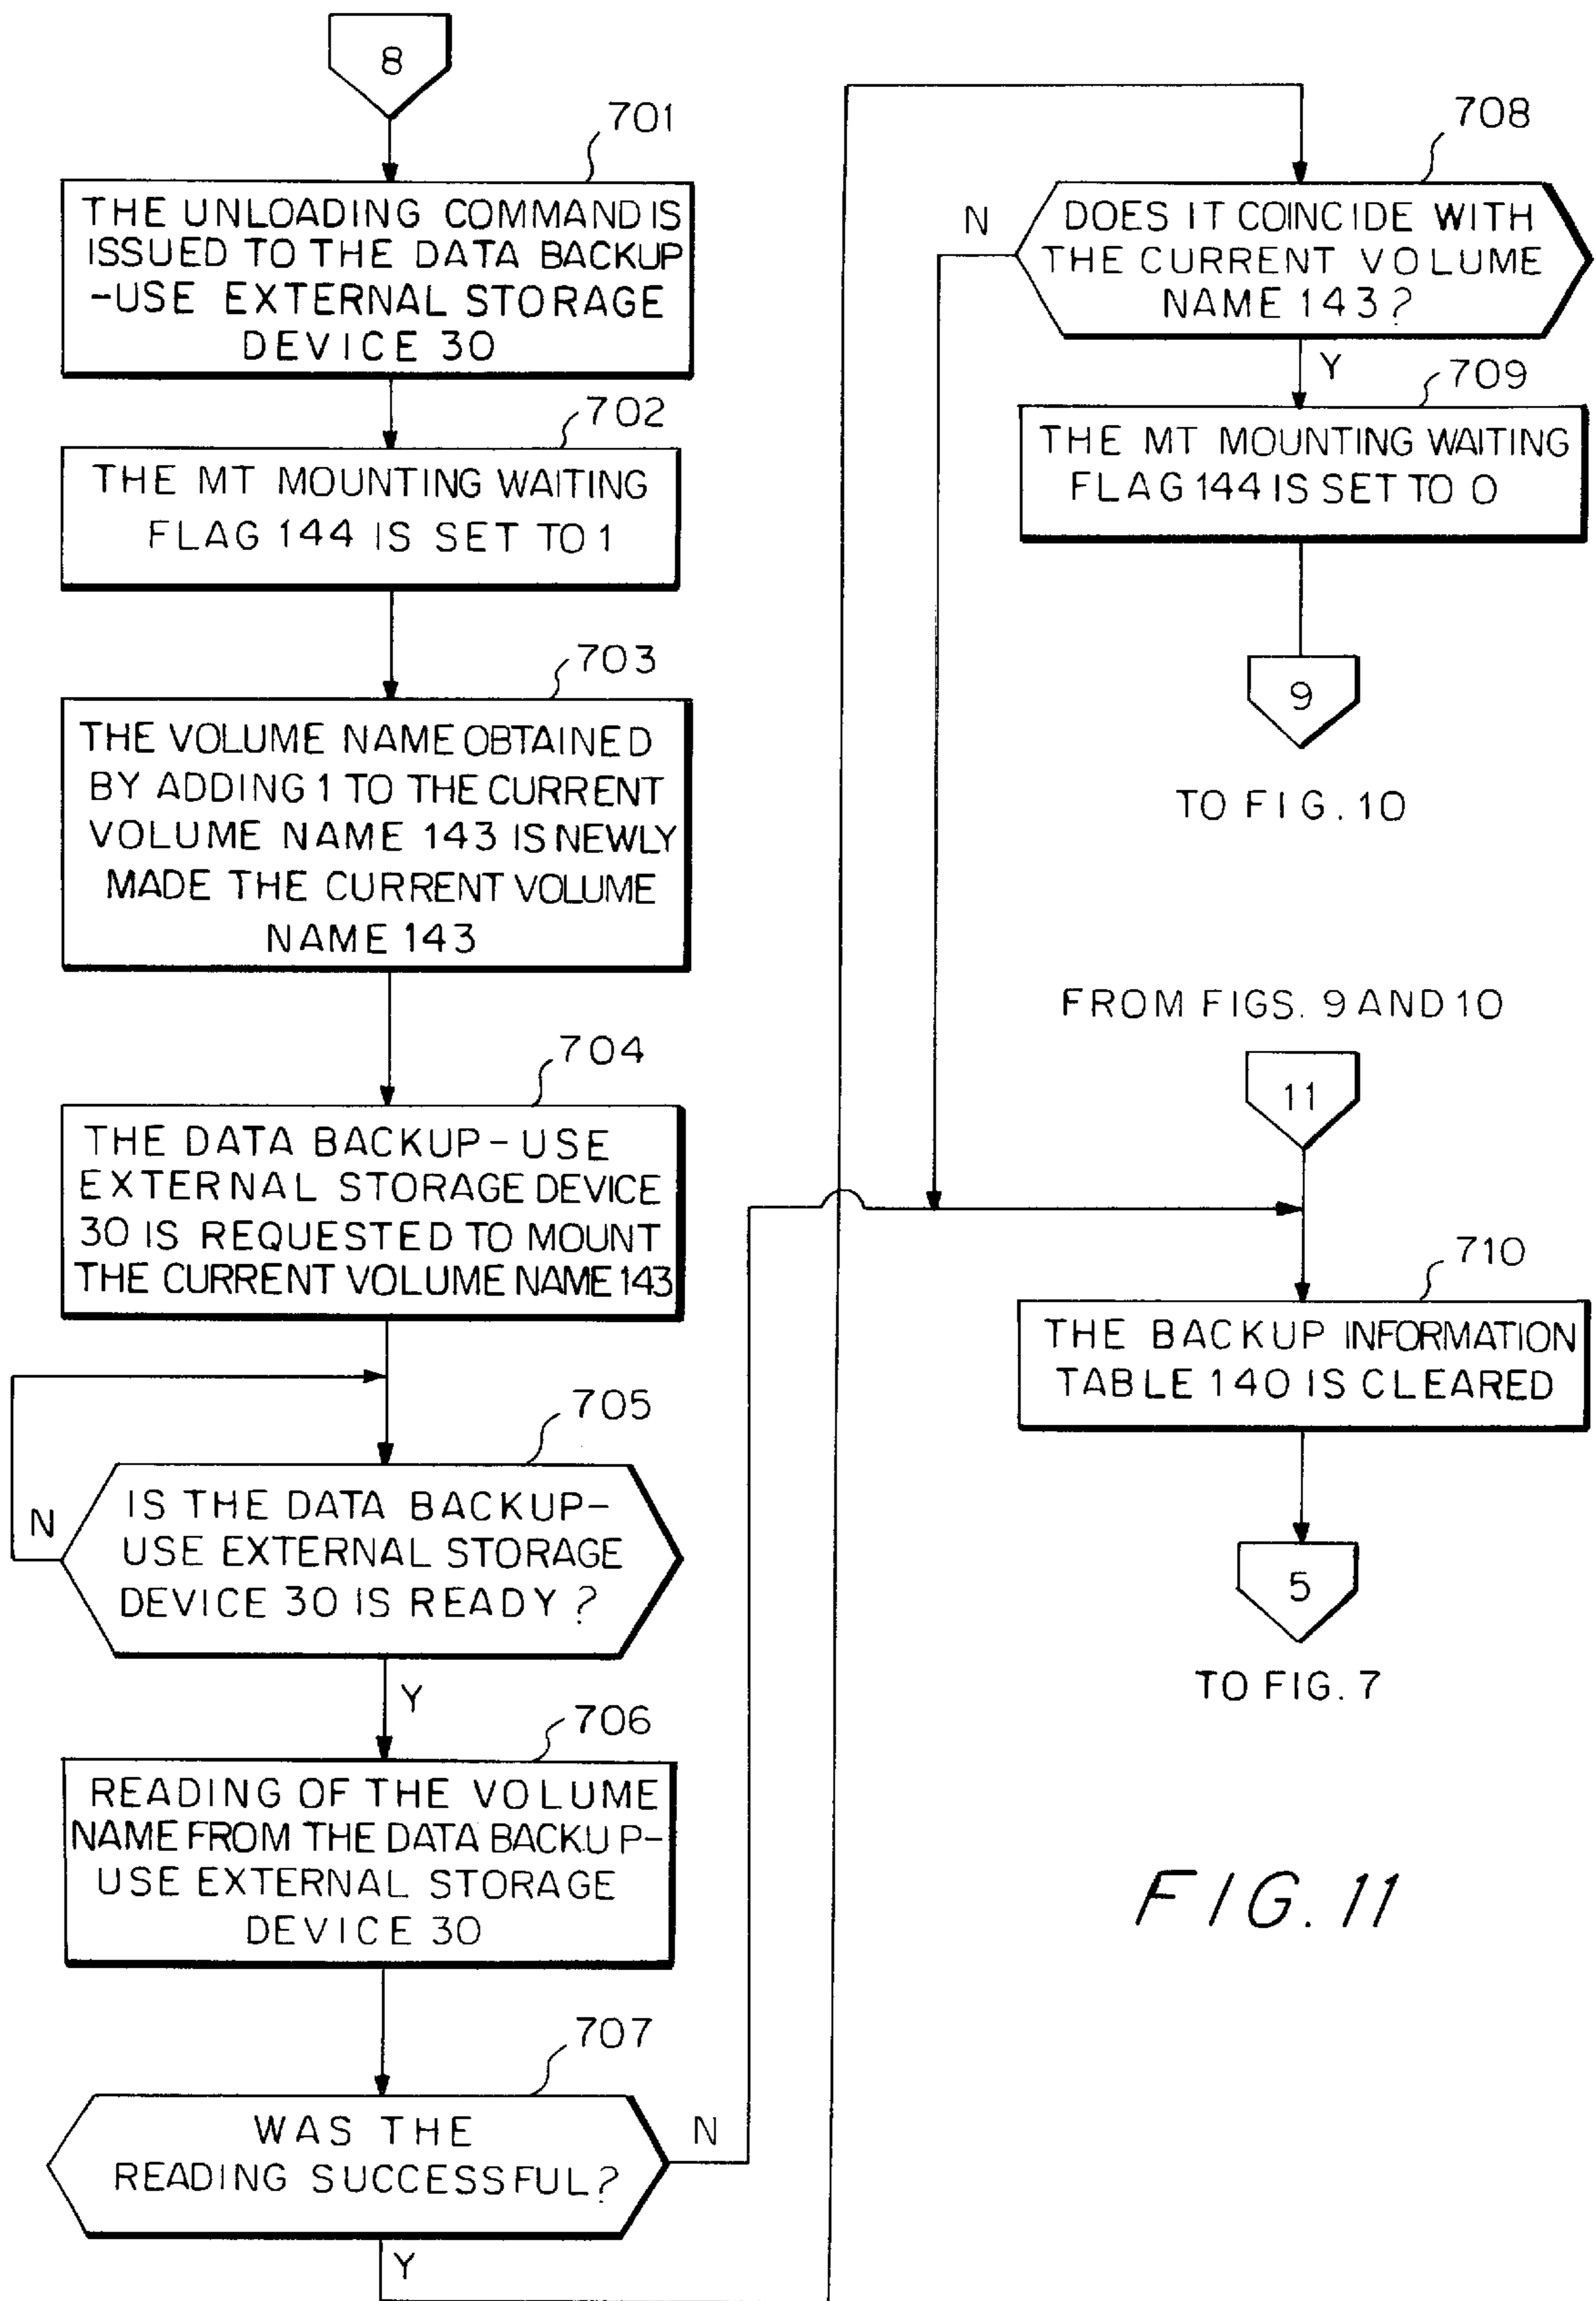 8
701
THE UNLOADING COMMAND IS
ISSUED TO THE DATA BACKUP
-USE EXTERNAL STORAGE
DEVICE 30
702
THE MT MOUNTING WAITING
FLAG 144 IS SET TO 1
703
THE VOLUME NAME OBTAINED
BY ADDING 1 TO THE CURRENT
VOLUME NAME 143 IS NEWLY
MADE THE CURRENT VOLUME
NAME 143
704
THE DATA BACKUP-USE
EXTERNAL STORAGE DEVICE
30 IS REQUESTED TO MOUNT
THE CURRENT VOLUME NAME 143
705
N
IS THE DATA BACKUP-
USE EXTERNAL STORAGE
DEVICE 30 IS READY?
Y
706
READING OF THE VOLUME
NAME FROM THE DATA BACKUP-
USE EXTERNAL STORAGE
DEVICE 30
707
WAS THE
READING SUCCESSFUL?
N
Y
708
N
DOES IT COINCIDE WITH
THE CURRENT VOLUME
NAME 143?
Y
709
THE MT MOUNTING WAITING
FLAG 144 IS SET TO 0
9
TO FIG. 10
FROM FIGS. 9 AND 10
11
710
THE BACKUP INFORMATION
TABLE 140 IS CLEARED
5
TO FIG. 7
FIG. 11